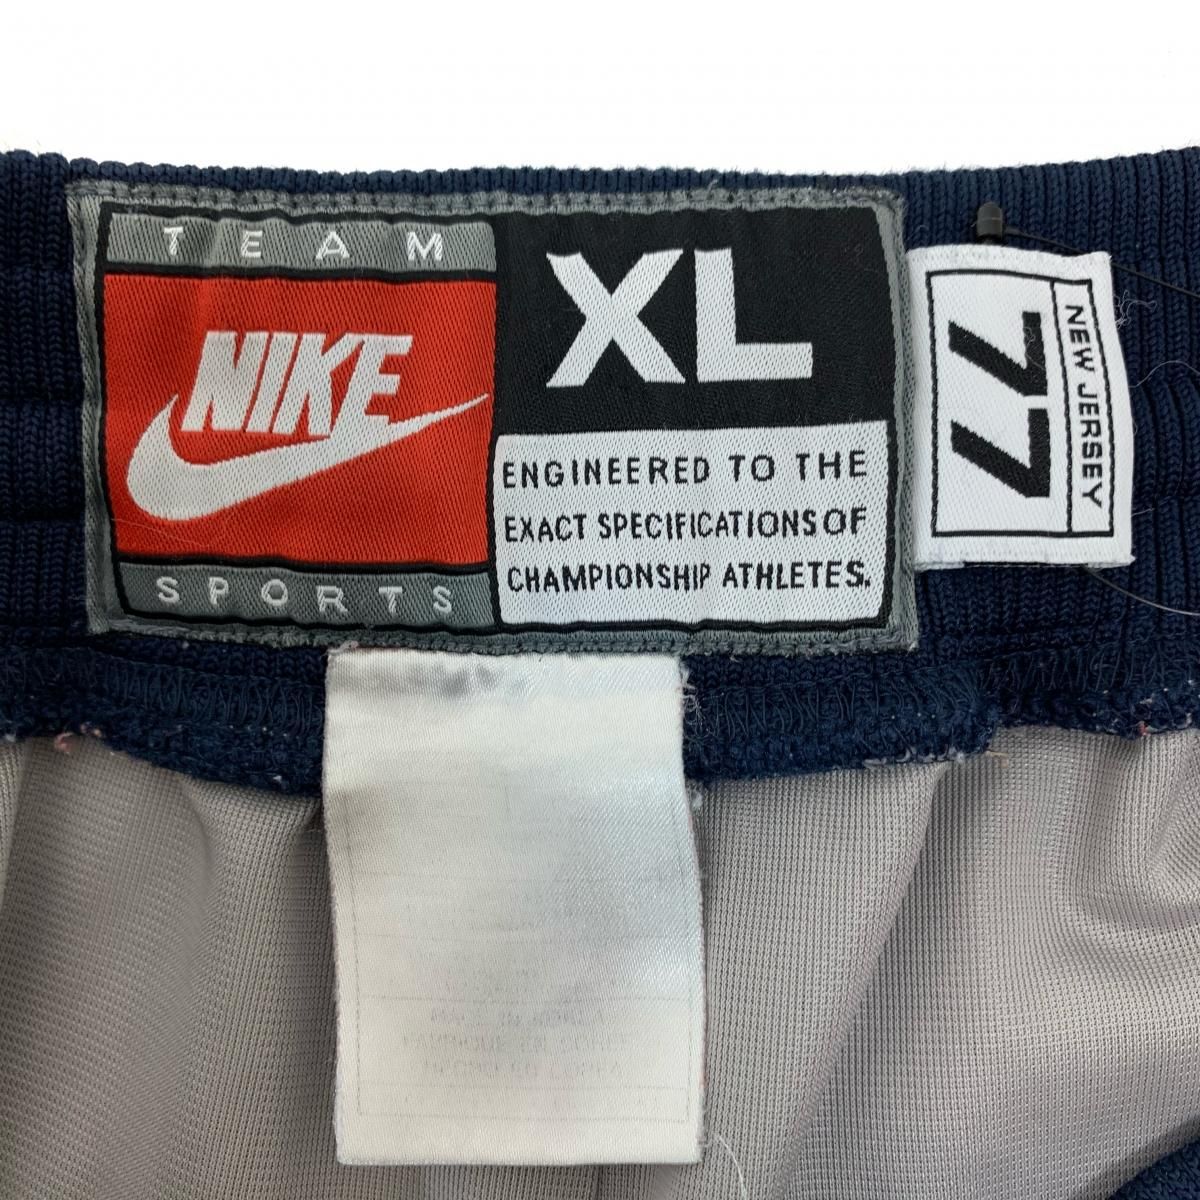 TEAM
NIKE
SPORTS
XL
ENGINEERED TO THE
EXACT SPECIFICATIONS OF
CHAMPIONSHIP ATHLETES.
NEW JERSEY
77